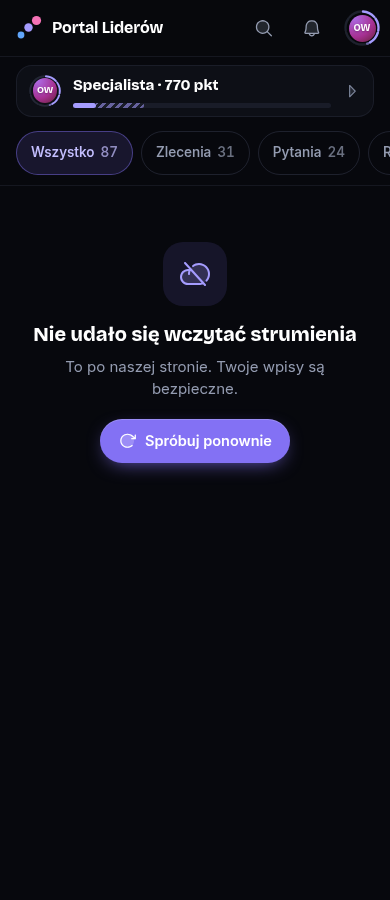 Portal Liderów
OW
OW
Specjalista · 770 pkt
Wszystko 87
Zlecenia 31
Pytania 24
R
Nie udało się wczytać strumienia
To po naszej stronie. Twoje wpisy są
bezpieczne.
Spróbuj ponownie